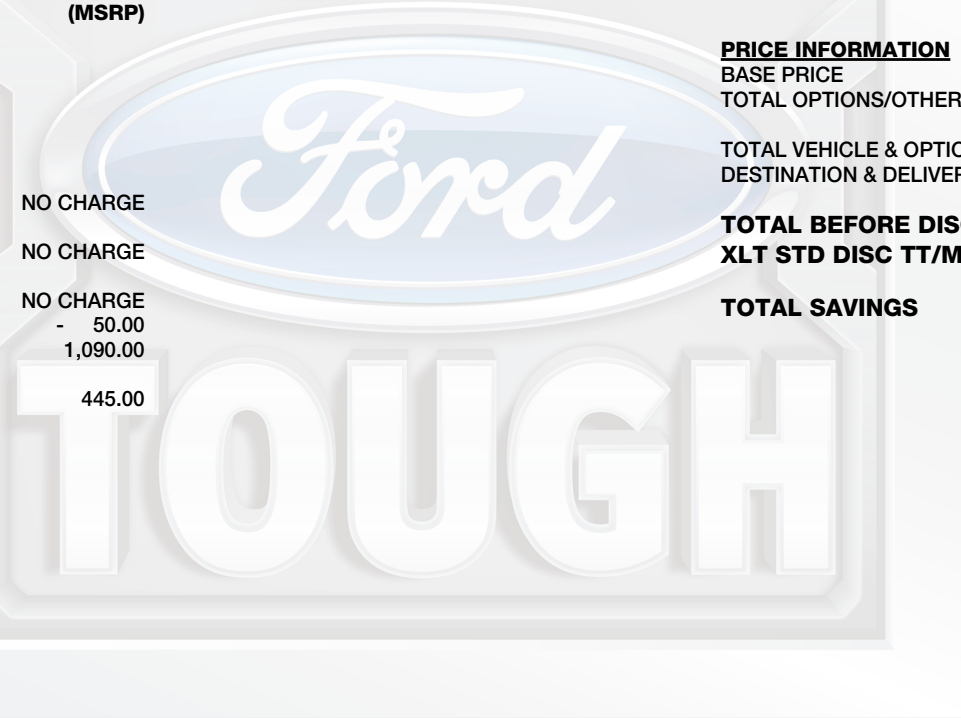 (MSRP)
NO CHARGE
NO CHARGE
NO CHARGE
- 50.00
1,090.00
445.00
PRICE INFORMATION
BASE PRICE
TOTAL OPTIONS/OTHER
TOTAL VEHICLE & OPTIO
DESTINATION & DELIVER
TOTAL BEFORE DISC
XLT STD DISC TT/M
TOTAL SAVINGS
Ford
TOUGH